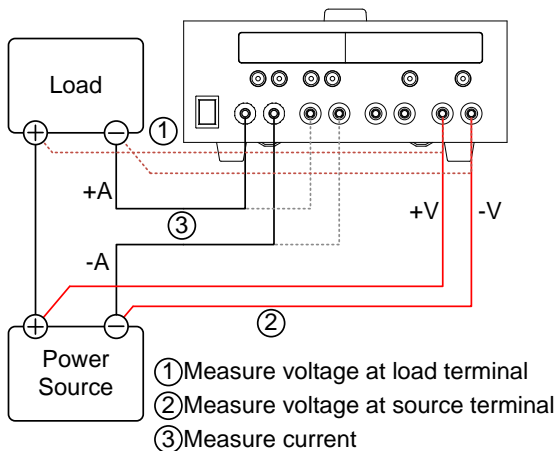 Load
①
+A
③
+V
-V
-A
②
Power
Source
①Measure voltage at load terminal
②Measure voltage at source terminal
③Measure current